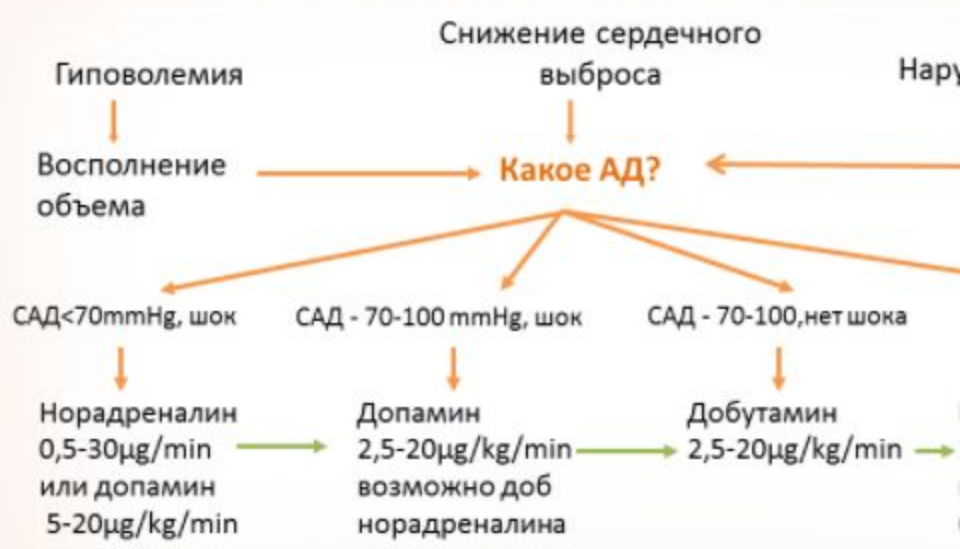 Снижение сердечного
выброса
Гиповолемия
Нару
Восполнение
объема
Какое АД?
САД<70mmHg, шок
САД - 70-100 mmHg, шок
САД - 70-100,нет шока
Норадреналин
0,5-30µg/min
или допамин
5-20µg/kg/min
Допамин
2,5-20µg/kg/min
возможно доб
норадреналина
Добутамин
2,5-20µg/kg/min